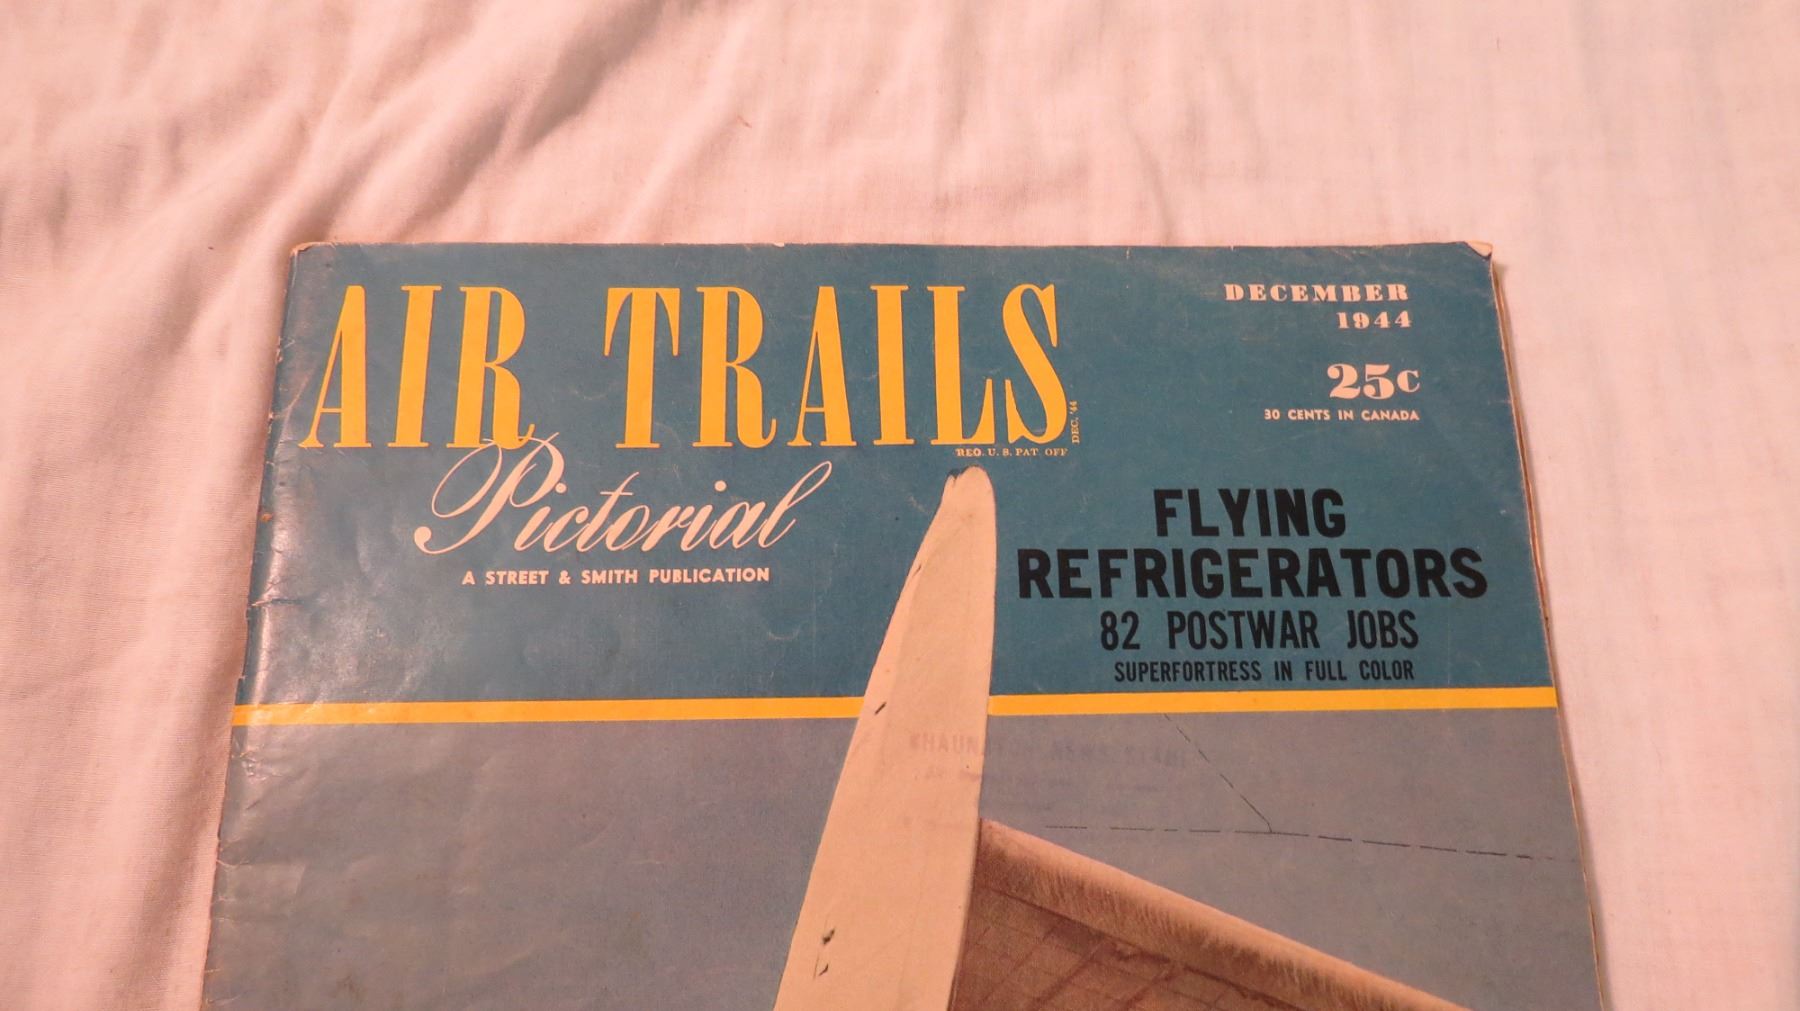 AIR TRAILS
DEC. '44
REG. U. S. PAT. OFF
Pictorial
A STREET & SMITH PUBLICATION
DECEMBER
1944
25c
30 CENTS IN CANADA
FLYING
REFRIGERATORS
82 POSTWAR JOBS
SUPERFORTRESS IN FULL COLOR